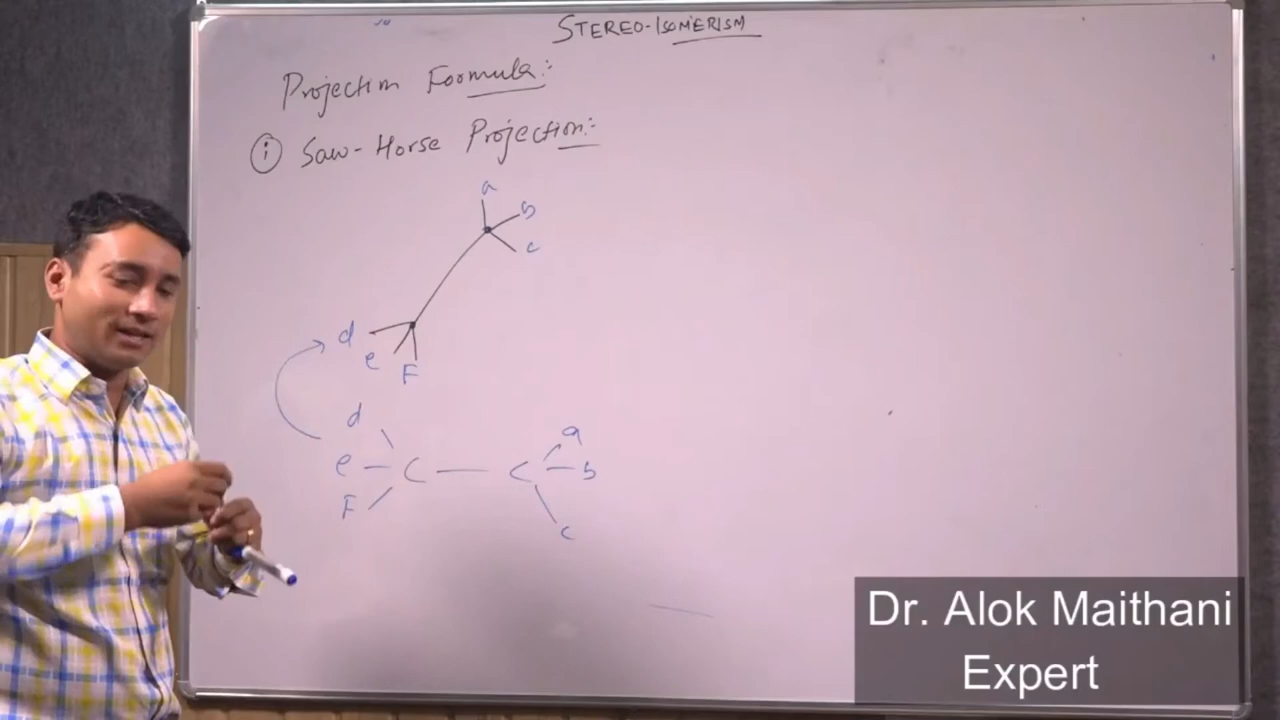 STEREO-ISOMERISM
Projection Formula:-
(i) Saw-Horse Projection:-
a
b
c
d
e
F
d
a
e - C - C - b
F
c
Dr. Alok Maithani
Expert